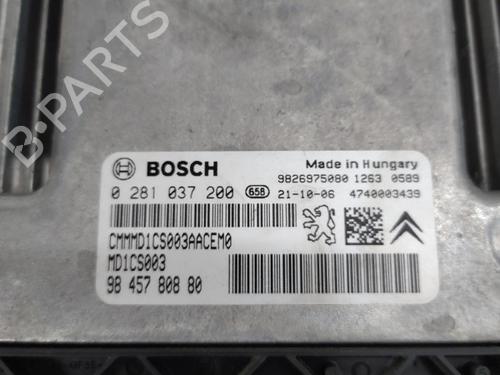 B-PARTS
BOSCH
Made in Hungary
9826975080 1263 0589
0 281 037 200 658 21-10-06 4740003439
CMMMD1CS003AACEM0
MD1CS003
98 457 808 80